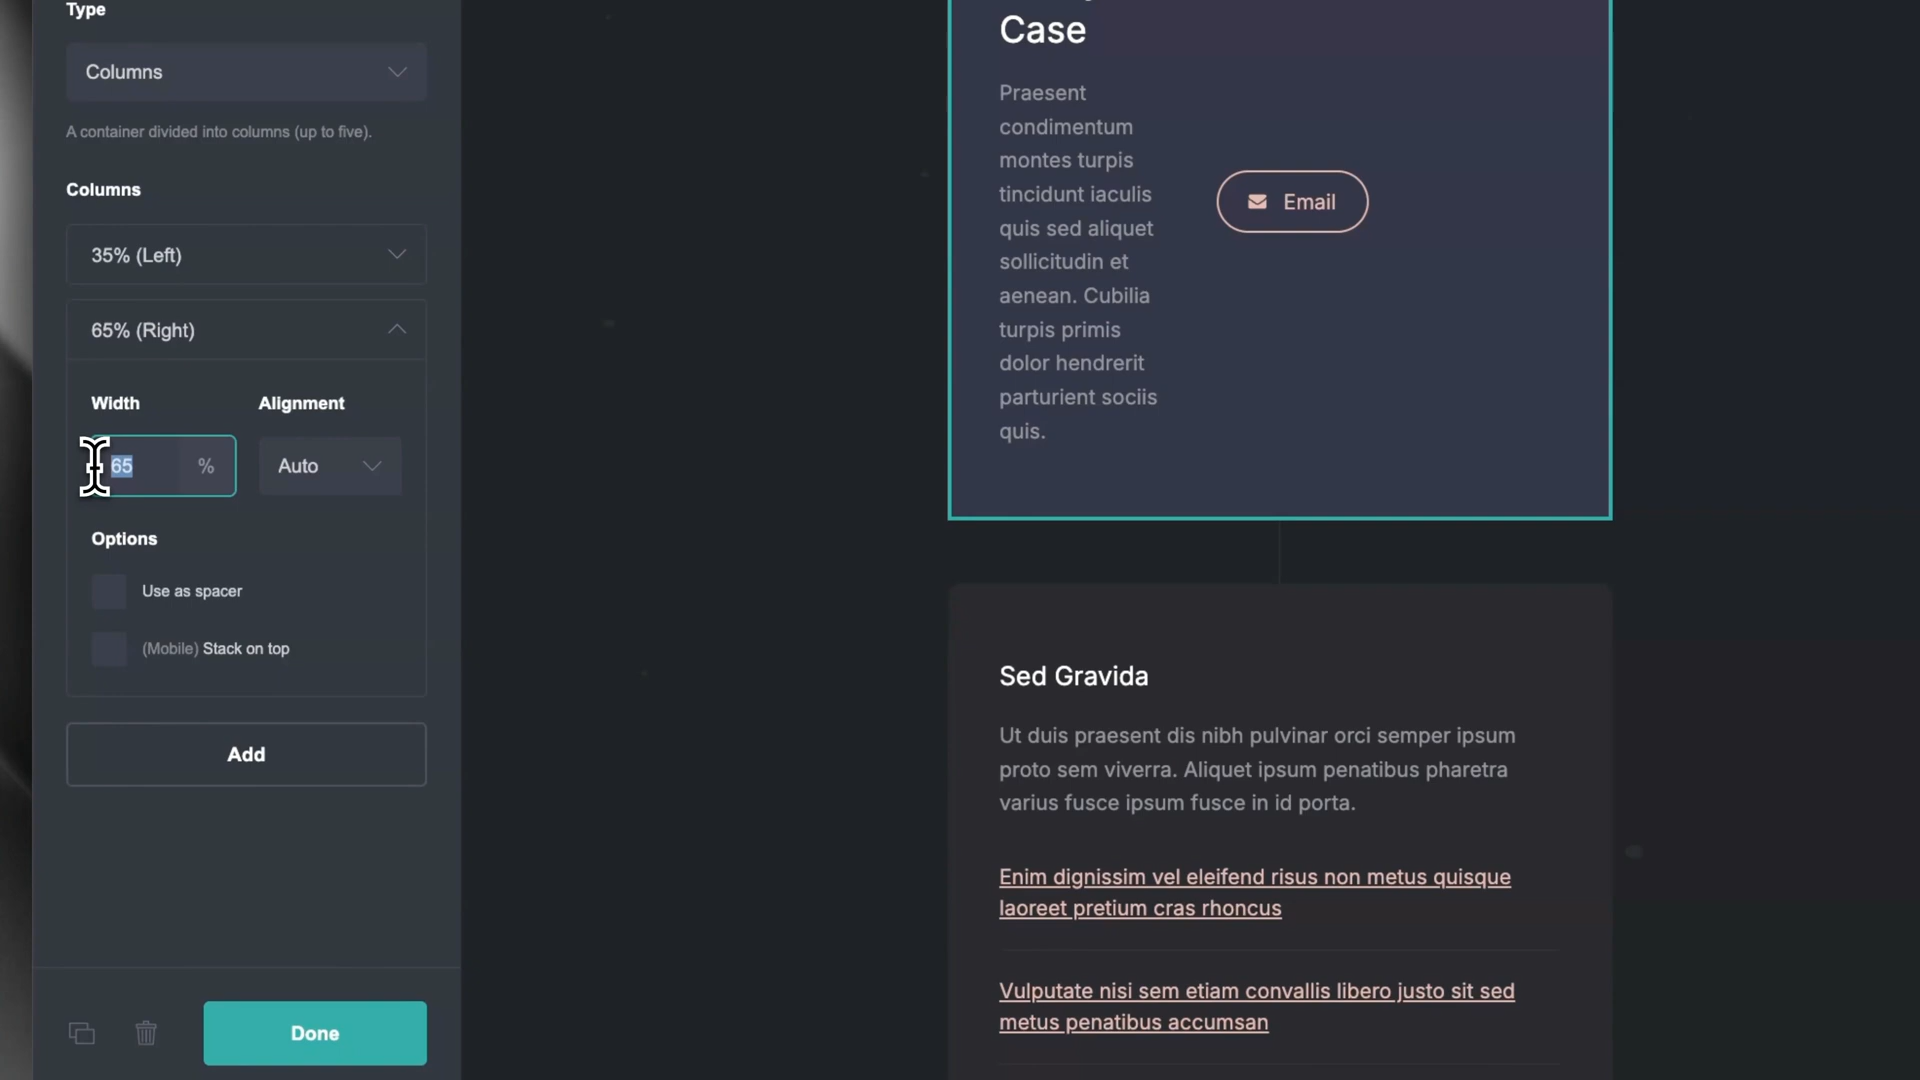 Type
Columns
A container divided into columns (up to five).
Columns
35% (Left)
65% (Right)
Width
Alignment
65 %
Auto
Options
Use as spacer
(Mobile) Stack on top
Add
Done
Case
Praesent
condimentum
montes turpis
tincidunt iaculis
quis sed aliquet
sollicitudin et
aenean. Cubilia
turpis primis
dolor hendrerit
parturient sociis
quis.
Email
Sed Gravida
Ut duis praesent dis nibh pulvinar orci semper ipsum
proto sem viverra. Aliquet ipsum penatibus pharetra
varius fusce ipsum fusce in id porta.
Enim dignissim vel eleifend risus non metus quisque
laoreet pretium cras rhoncus
Vulputate nisi sem etiam convallis libero justo sit sed
metus penatibus accumsan